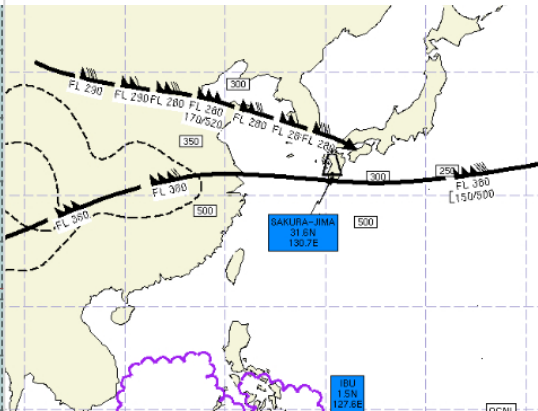 FL 290
FL 290
FL 280
FL 280
170/520
FL 280
FL 28
FL 280
300
350
FL 380
300
250
FL 380
150/500
500
FL 380
SAKURA-JIMA
31.6N
130.7E
500
IBU
1.5N
127.6E